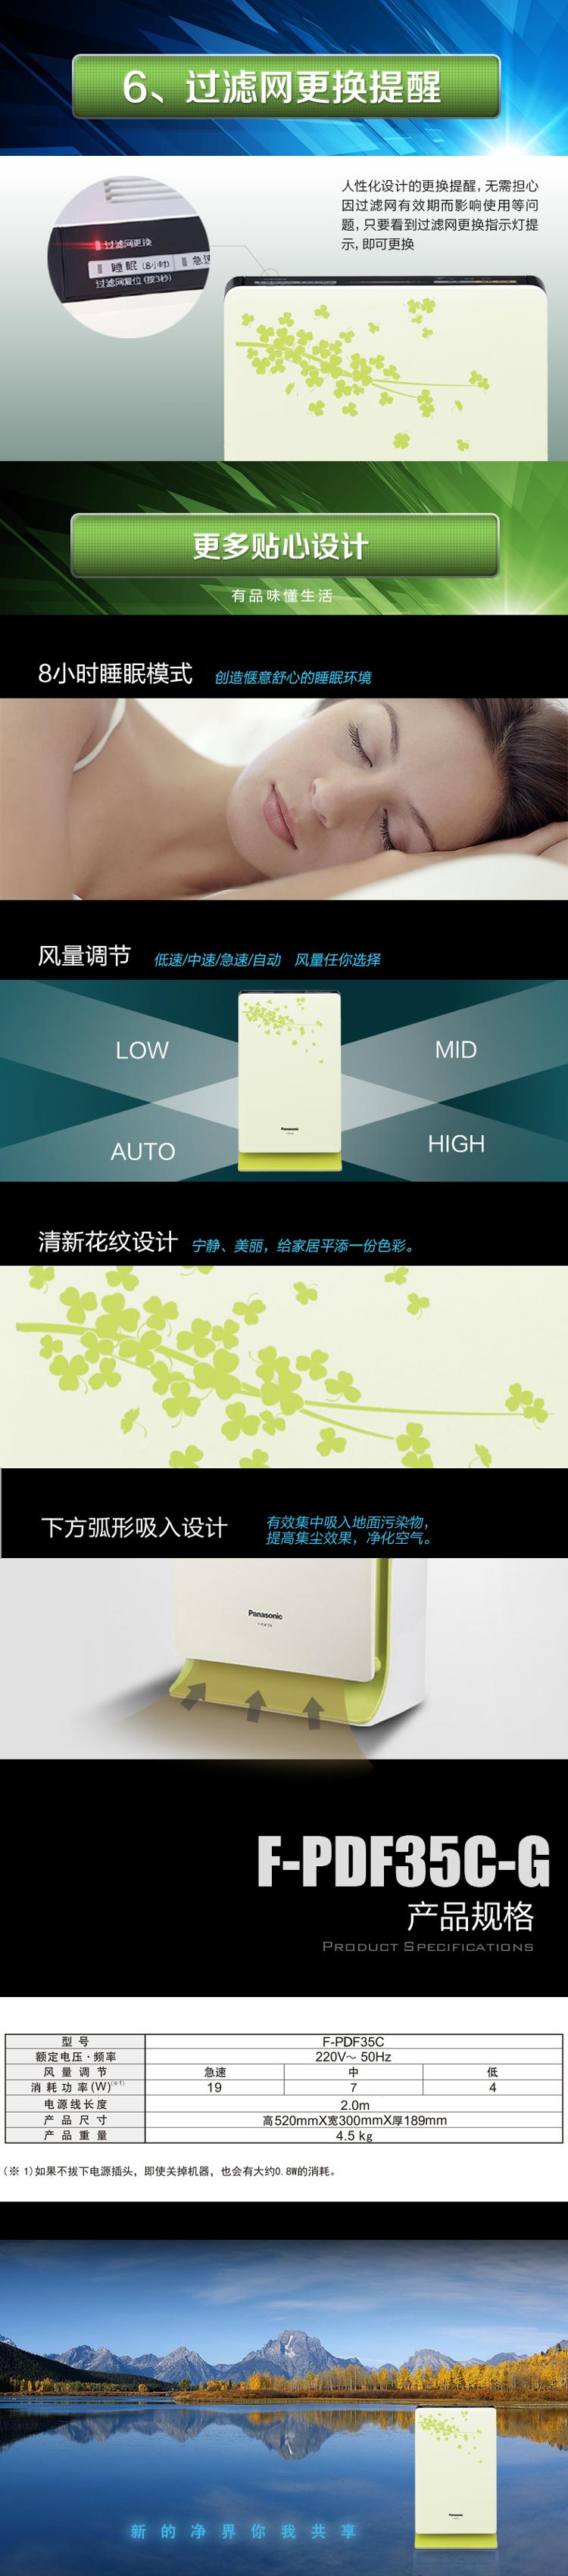 6、过滤网更换提醒
人性化设计的更换提醒,无需担心
因过滤网有效期而影响使用等问
题,只要看到过滤网更换指示灯提
示,即可更换
过滤网更换
睡眠(8小时) 急速
过滤网复位(按3秒)
更多贴心设计
有品味懂生活
8小时睡眠模式 创造惬意舒心的睡眠环境
风量调节 低速/中速/急速/自动 风量任你选择
LOW MID
AUTO HIGH
Panasonic
清新花纹设计 宁静、美丽，给家居平添一份色彩。
下方弧形吸入设计
有效集中吸入地面污染物，
提高集尘效果，净化空气。
Panasonic
F-PDF35C-G
产品规格
PRODUCT SPECIFICATIONS
型号 F-PDF35C
额定电压·频率 220V～ 50Hz
风量调节 急速 中 低
消耗功率(W)(※1) 19 7 4
电源线长度 2.0m
产品尺寸 高520mmX宽300mmX厚189mm
产品重量 4.5 kg
(※ 1)如果不拔下电源插头，即使关掉机器，也会有大约0.8W的消耗。
新的净界你我共享
Panasonic